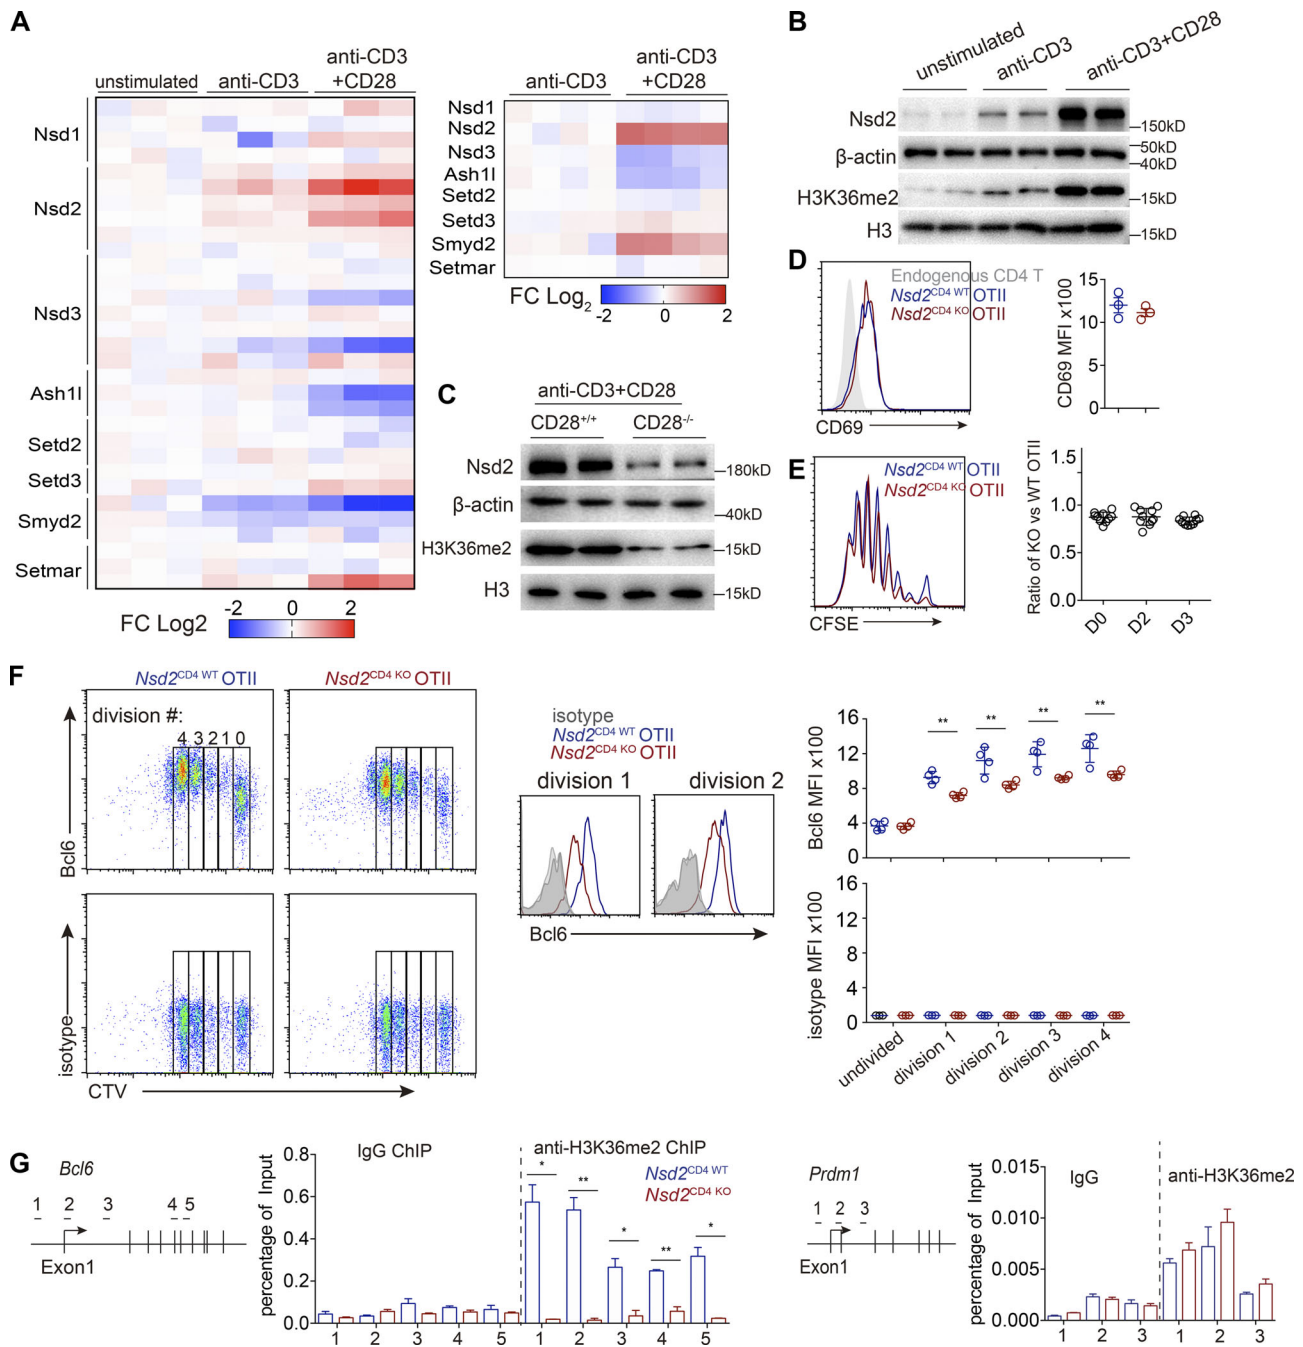 A
unstimulated
anti-CD3
anti-CD3
+CD28
Nsd1
Nsd2
Nsd3
Ash1l
Setd2
Setd3
Smyd2
Setmar
FC Log2
-2
0
2
anti-CD3
anti-CD3
+CD28
Nsd1
Nsd2
Nsd3
Ash1l
Setd2
Setd3
Smyd2
Setmar
FC Log2
-2
0
2
B
unstimulated
anti-CD3
anti-CD3+CD28
Nsd2
150kD
β-actin
50kD
40kD
H3K36me2
15kD
H3
15kD
C
anti-CD3+CD28
CD28+/+
CD28-/-
Nsd2
180kD
β-actin
40kD
H3K36me2
15kD
H3
15kD
D
Endogenous CD4 T
Nsd2CD4 WT OTII
Nsd2CD4 KO OTII
CD69
CD69 MFI x100
15
10
5
0
E
Nsd2CD4 WT OTII
Nsd2CD4 KO OTII
CFSE
Ratio of KO vs WT OTII
1.5
1.0
0.5
0.0
D0
D2
D3
F
Nsd2CD4 WT OTII
Nsd2CD4 KO OTII
division #:
4 3 2 1 0
Bcl6
isotype
CTV
isotype
Nsd2CD4 WT OTII
Nsd2CD4 KO OTII
division 1
division 2
Bcl6
Bcl6 MFI x100
16
12
8
4
0
**
**
**
**
isotype MFI x100
16
12
8
4
0
undivided
division 1
division 2
division 3
division 4
G
Bcl6
1 2 3 4 5
Exon1
percentage of Input
0.8
0.6
0.4
0.2
0.0
IgG ChIP
anti-H3K36me2 ChIP
Nsd2CD4 WT
Nsd2CD4 KO
*
**
*
**
*
1 2 3 4 5 1 2 3 4 5
Prdm1
1 2 3
Exon1
percentage of Input
0.015
0.010
0.005
0.000
IgG
anti-H3K36me2
1 2 3 1 2 3